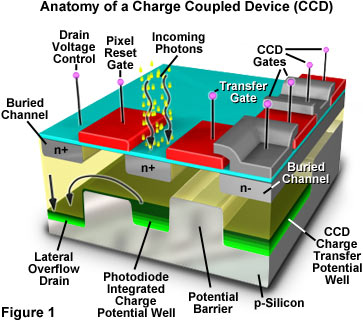 Anatomy of a Charge Coupled Device (CCD)
Drain
Voltage
Control
Pixel
Reset
Gate
Incoming
Photons
CCD
Gates
Transfer
Gate
Buried
Channel
n+
n+
n-
Buried
Channel
Lateral
Overflow
Drain
Photodiode
Integrated
Charge
Potential Well
Potential
Barrier
p-Silicon
CCD
Charge
Transfer
Potential
Well
Figure 1